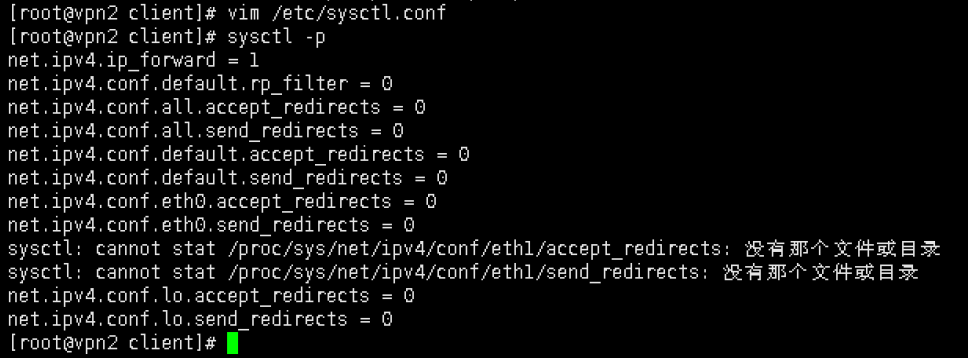 [root@vpn2 client]# vim /etc/sysctl.conf
[root@vpn2 client]# sysctl -p
net.ipv4.ip_forward = 1
net.ipv4.conf.default.rp_filter = 0
net.ipv4.conf.all.accept_redirects = 0
net.ipv4.conf.all.send_redirects = 0
net.ipv4.conf.default.accept_redirects = 0
net.ipv4.conf.default.send_redirects = 0
net.ipv4.conf.eth0.accept_redirects = 0
net.ipv4.conf.eth0.send_redirects = 0
sysctl: cannot stat /proc/sys/net/ipv4/conf/eth1/accept_redirects: 没有那个文件或目录
sysctl: cannot stat /proc/sys/net/ipv4/conf/eth1/send_redirects: 没有那个文件或目录
net.ipv4.conf.lo.accept_redirects = 0
net.ipv4.conf.lo.send_redirects = 0
[root@vpn2 client]#